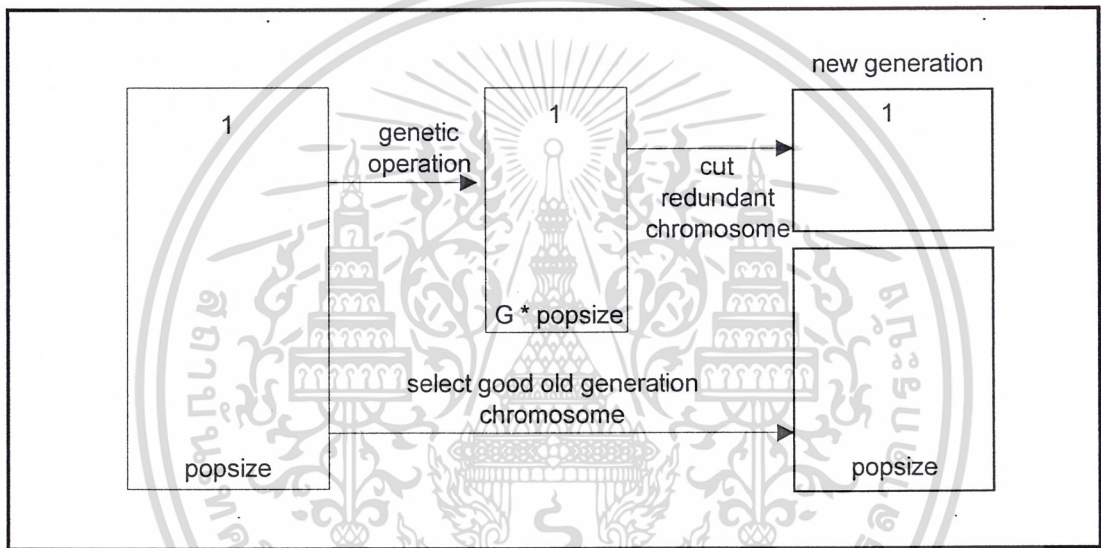 new generation
1
1
1
genetic
operation
cut
redundant
chromosome
G * popsize
select good old generation
chromosome
popsize
popsize